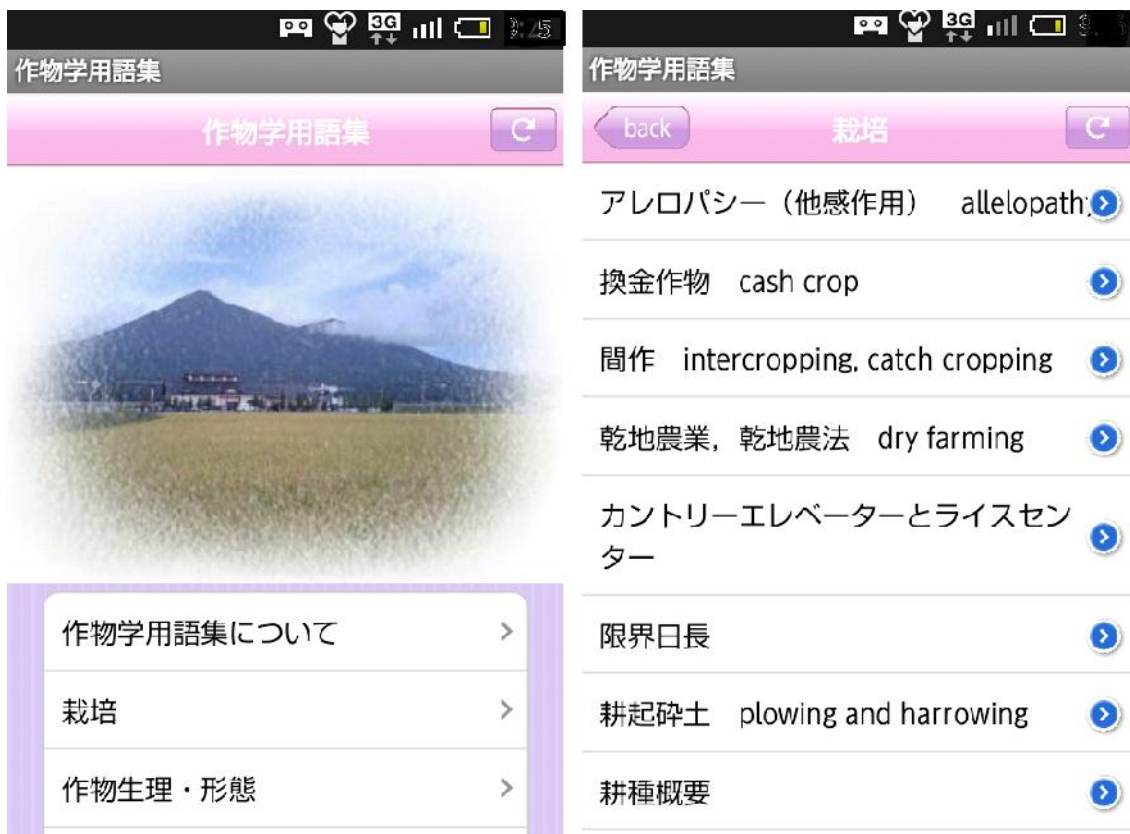 3G
作物学用語集
作物学用語集
作物学用語集について
栽培
作物生理・形態
3G
作物学用語集
back
栽培
アレロパシー（他感作用） allelopathy
換金作物 cash crop
間作 intercropping, catch cropping
乾地農業，乾地農法 dry farming
カントリーエレベーターとライスセン
ター
限界日長
耕起砕土 plowing and harrowing
耕種概要